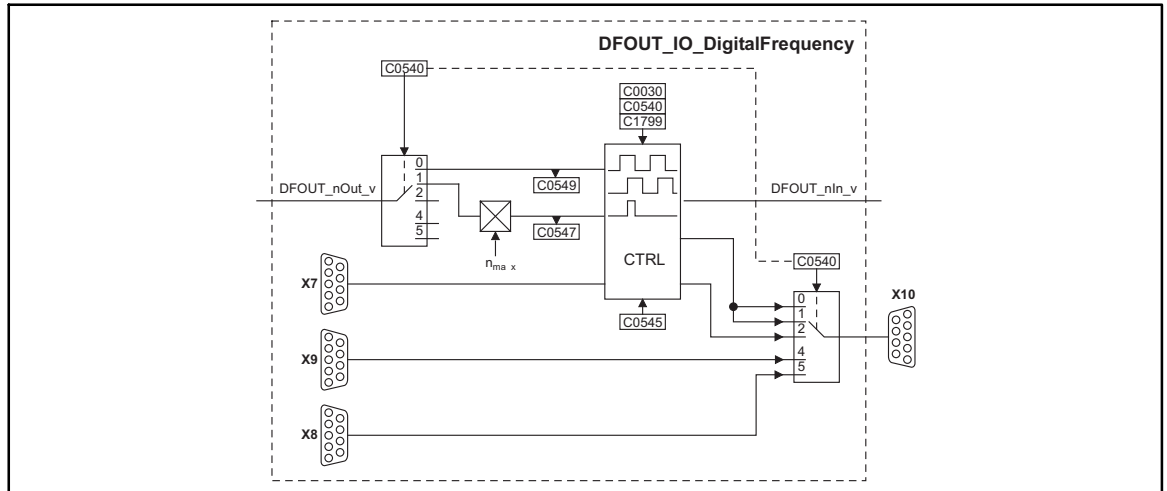 DFOUT_IO_DigitalFrequency
C0540
C0030
C0540
C1799
0
1
2
4
5
DFOUT_nOut_v
C0549
DFOUT_nIn_v
C0547
nma x
CTRL
C0540
X7
C0545
0
1
2
4
5
X10
X9
X8